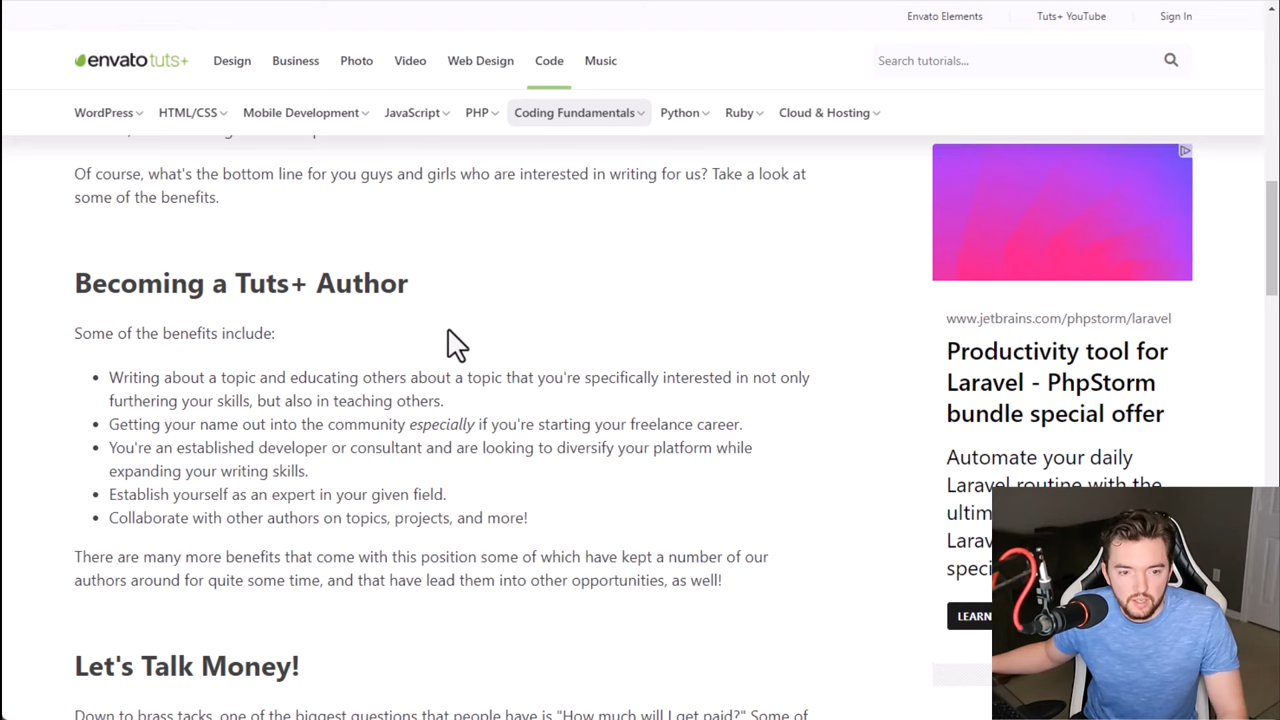 Envato Elements
Tuts+ YouTube
Sign In
envatotuts+
Design
Business
Photo
Video
Web Design
Code
Music
Search tutorials...
WordPress
HTML/CSS
Mobile Development
JavaScript
PHP
Coding Fundamentals
Python
Ruby
Cloud & Hosting
Of course, what's the bottom line for you guys and girls who are interested in writing for us? Take a look at
some of the benefits.
Becoming a Tuts+ Author
Some of the benefits include:
Writing about a topic and educating others about a topic that you're specifically interested in not only
furthering your skills, but also in teaching others.
Getting your name out into the community especially if you're starting your freelance career.
You're an established developer or consultant and are looking to diversify your platform while
expanding your writing skills.
Establish yourself as an expert in your given field.
Collaborate with other authors on topics, projects, and more!
There are many more benefits that come with this position some of which have kept a number of our
authors around for quite some time, and that have lead them into other opportunities, as well!
Let's Talk Money!
Down to brass tacks, one of the biggest questions that people have is "How much will I get paid?" Some of
www.jetbrains.com/phpstorm/laravel
Productivity tool for
Laravel - PhpStorm
bundle special offer
Automate your daily
Laravel routine with the
LEARN